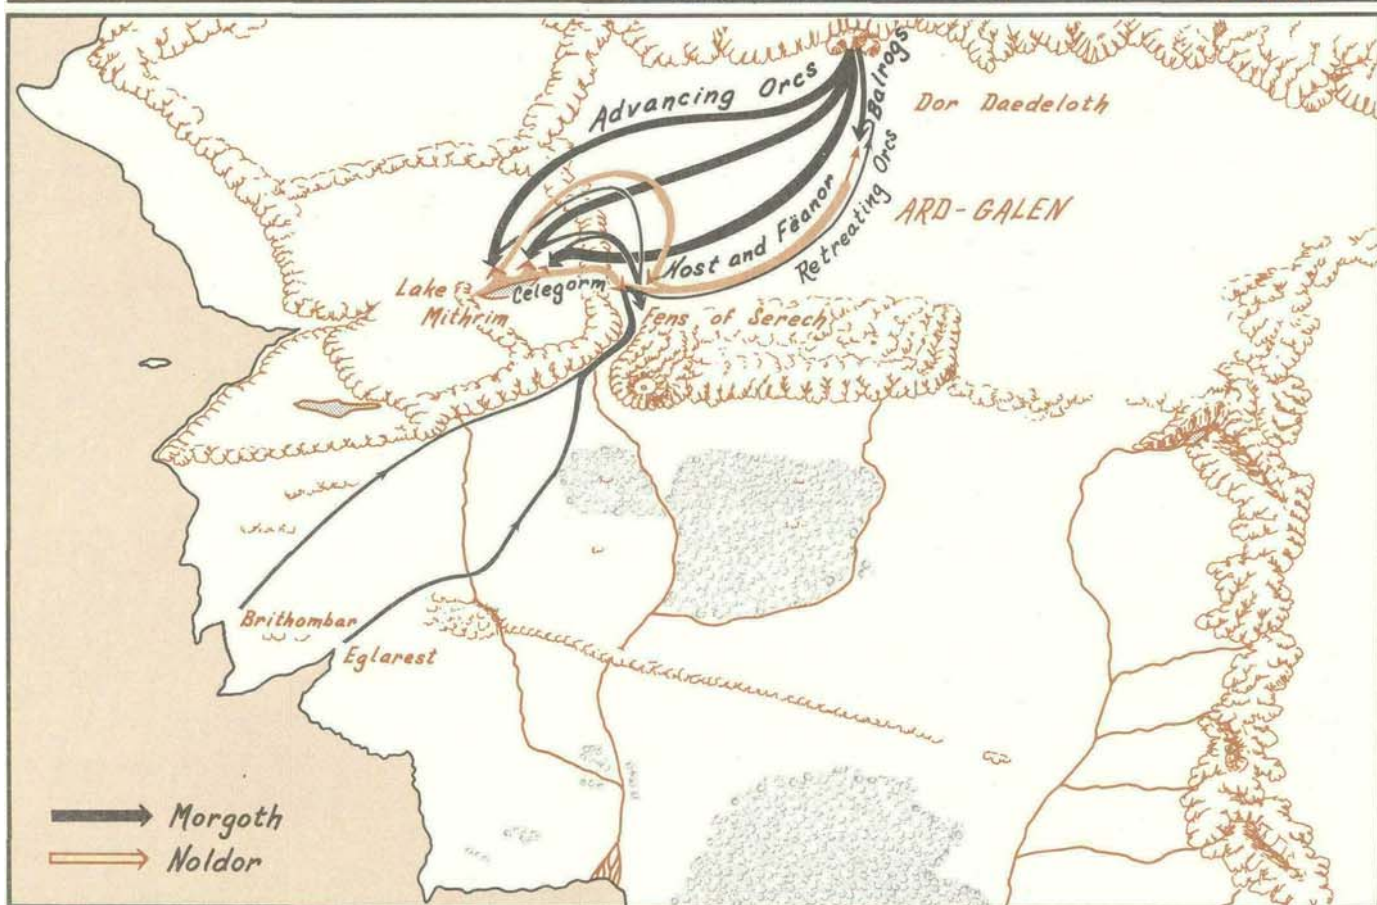 Advancing Orcs
Balrogs
Dor Daedeloth
ARD-GALEN
Host and Fëanor
Retreating Orcs
Lake
Mithrim
Celegorm
Fens of Serech
Brithombar
Eglarest
Morgoth
Noldor